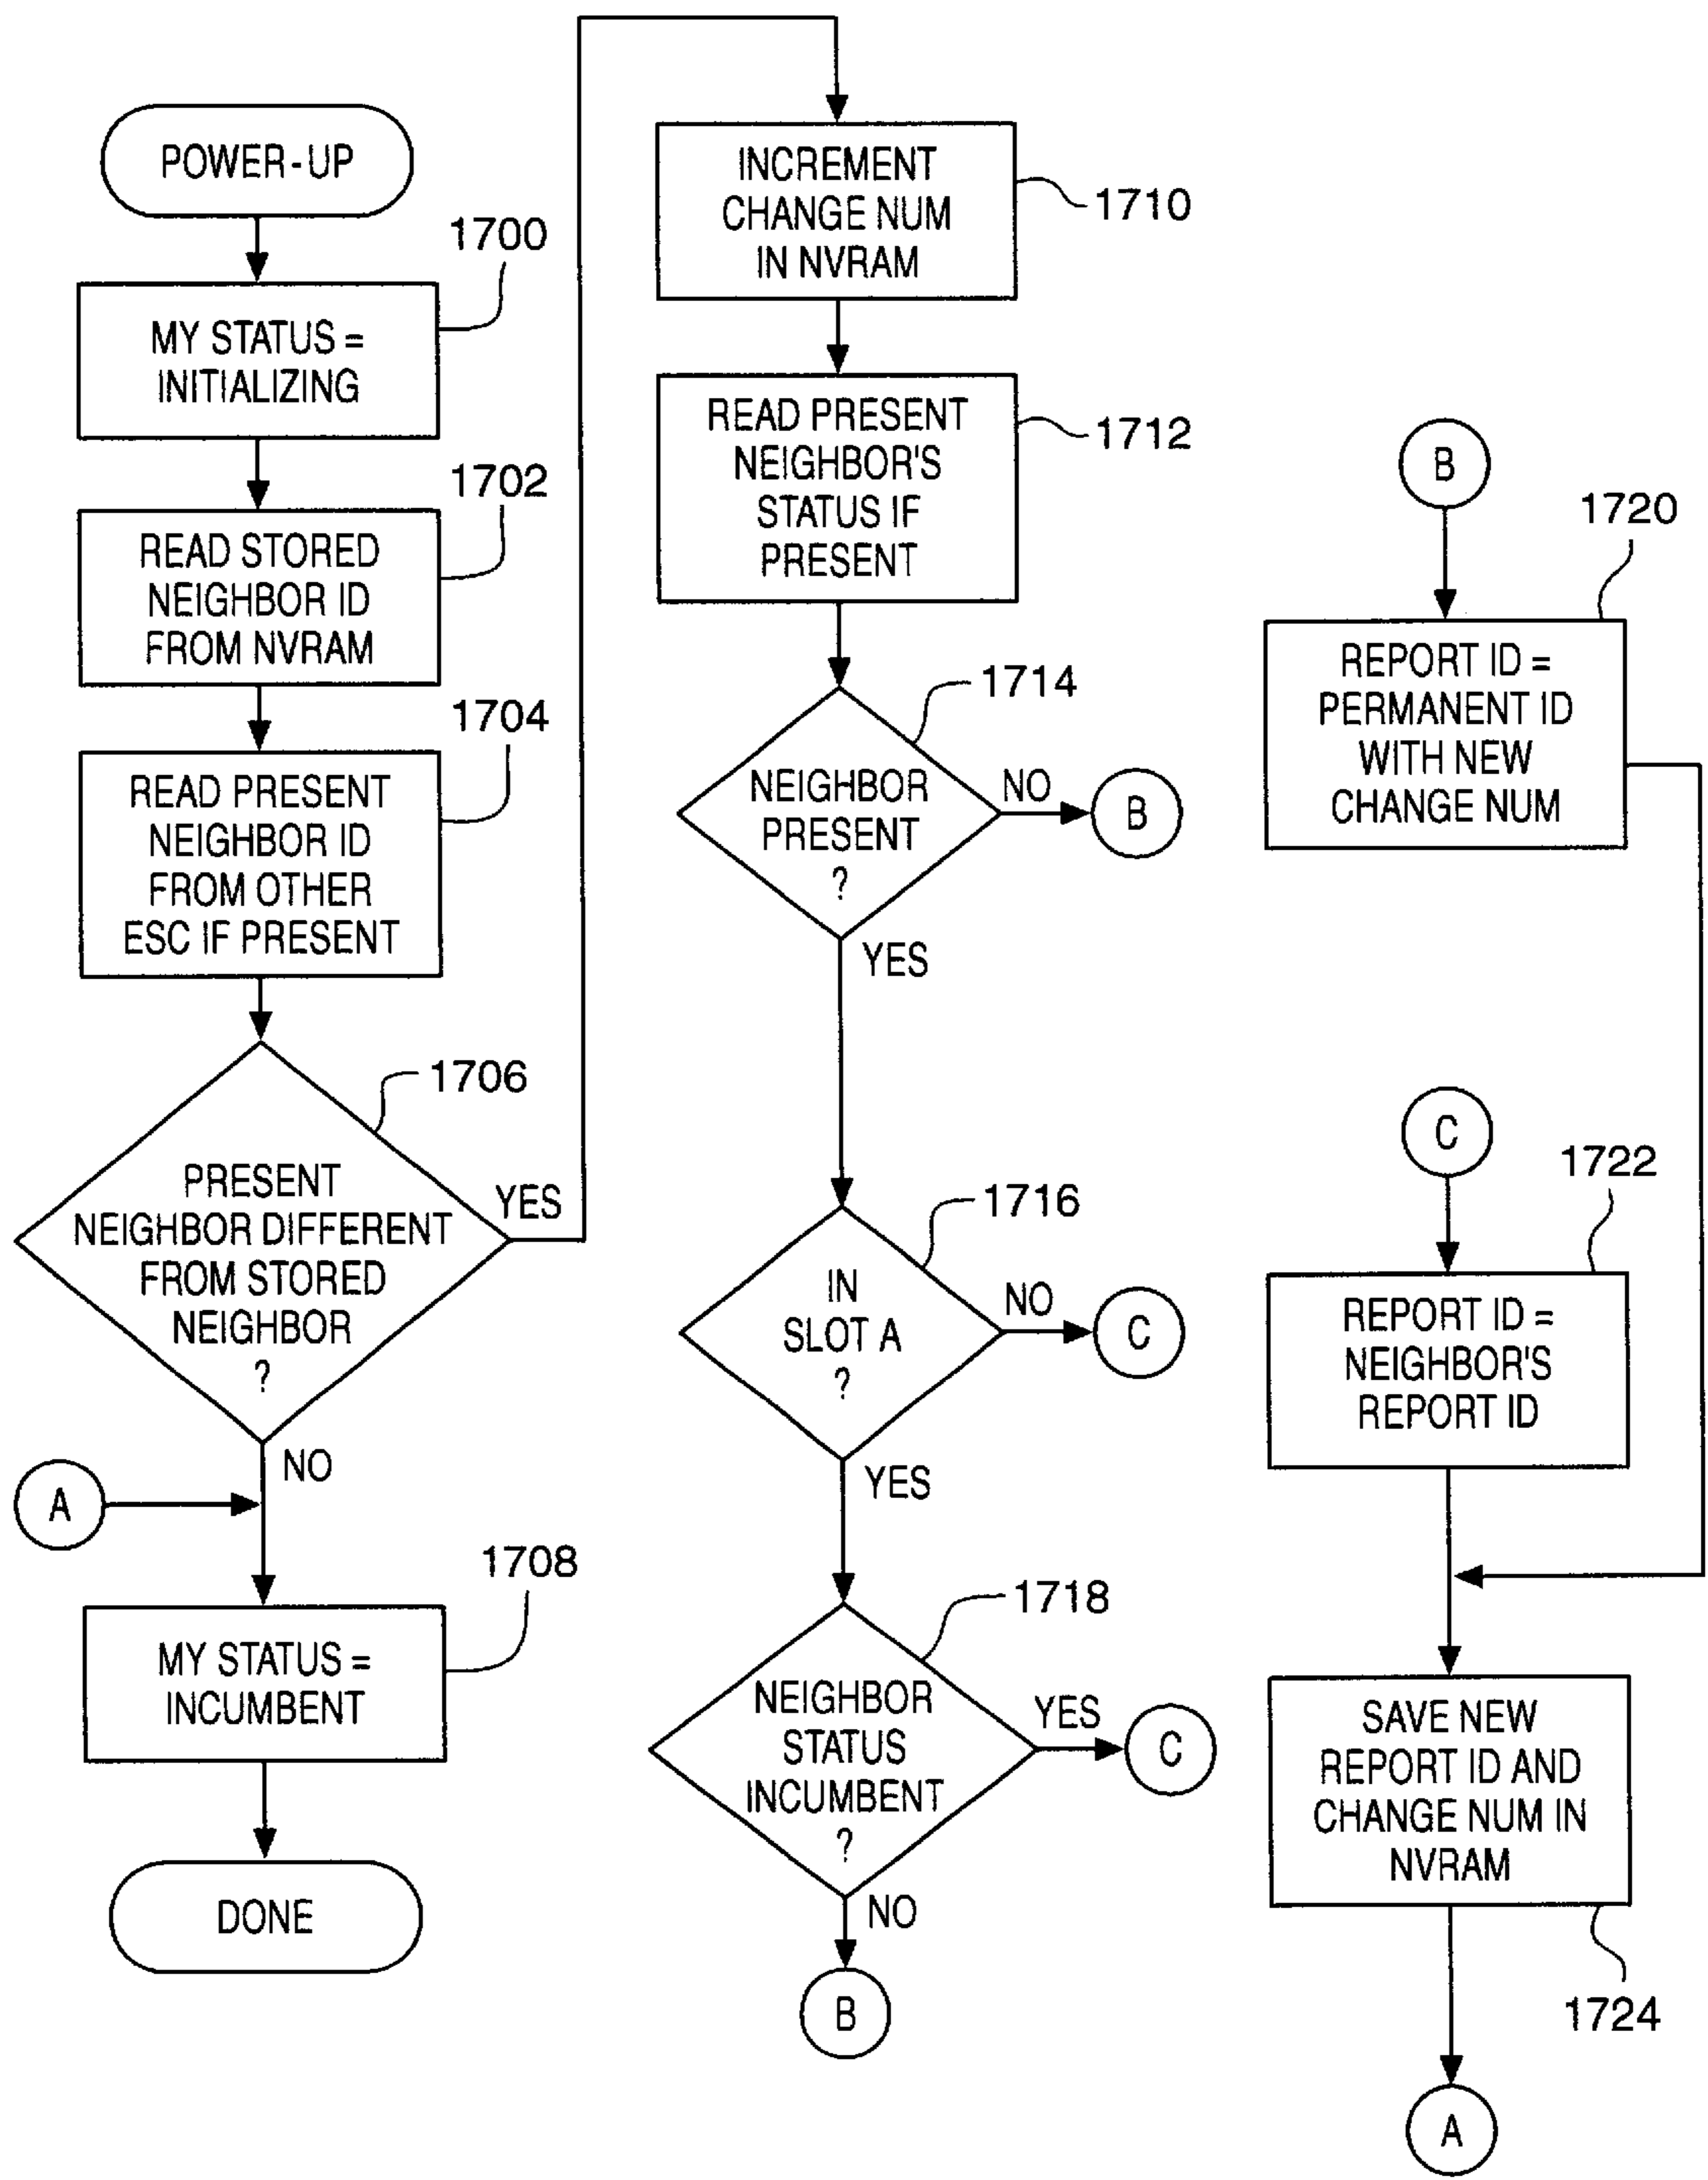 POWER-UP
1700
MY STATUS =
INITIALIZING
1702
READ STORED
NEIGHBOR ID
FROM NVRAM
1704
READ PRESENT
NEIGHBOR ID
FROM OTHER
ESC IF PRESENT
1706
PRESENT
NEIGHBOR DIFFERENT
FROM STORED
NEIGHBOR
?
YES
NO
A
1708
MY STATUS =
INCUMBENT
DONE
INCREMENT
CHANGE NUM
IN NVRAM
1710
READ PRESENT
NEIGHBOR'S
STATUS IF
PRESENT
1712
1714
NEIGHBOR
PRESENT
?
NO
B
YES
1716
IN
SLOT A
?
NO
C
YES
1718
NEIGHBOR
STATUS
INCUMBENT
?
YES
C
NO
B
B
1720
REPORT ID =
PERMANENT ID
WITH NEW
CHANGE NUM
C
1722
REPORT ID =
NEIGHBOR'S
REPORT ID
SAVE NEW
REPORT ID AND
CHANGE NUM IN
NVRAM
1724
A